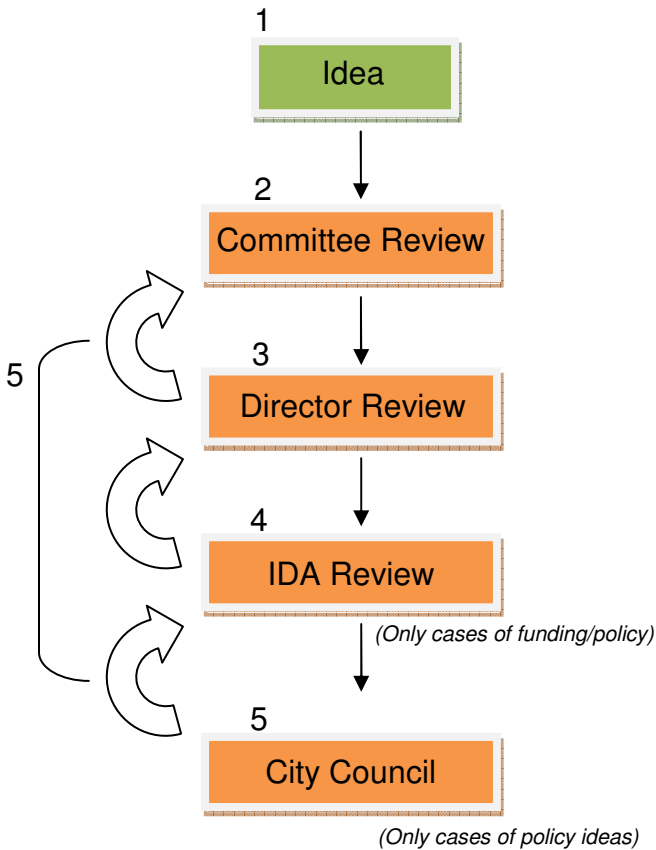 1
Idea
2
Committee Review
3
Director Review
5
4
IDA Review
(Only cases of funding/policy)
5
City Council
(Only cases of policy ideas)